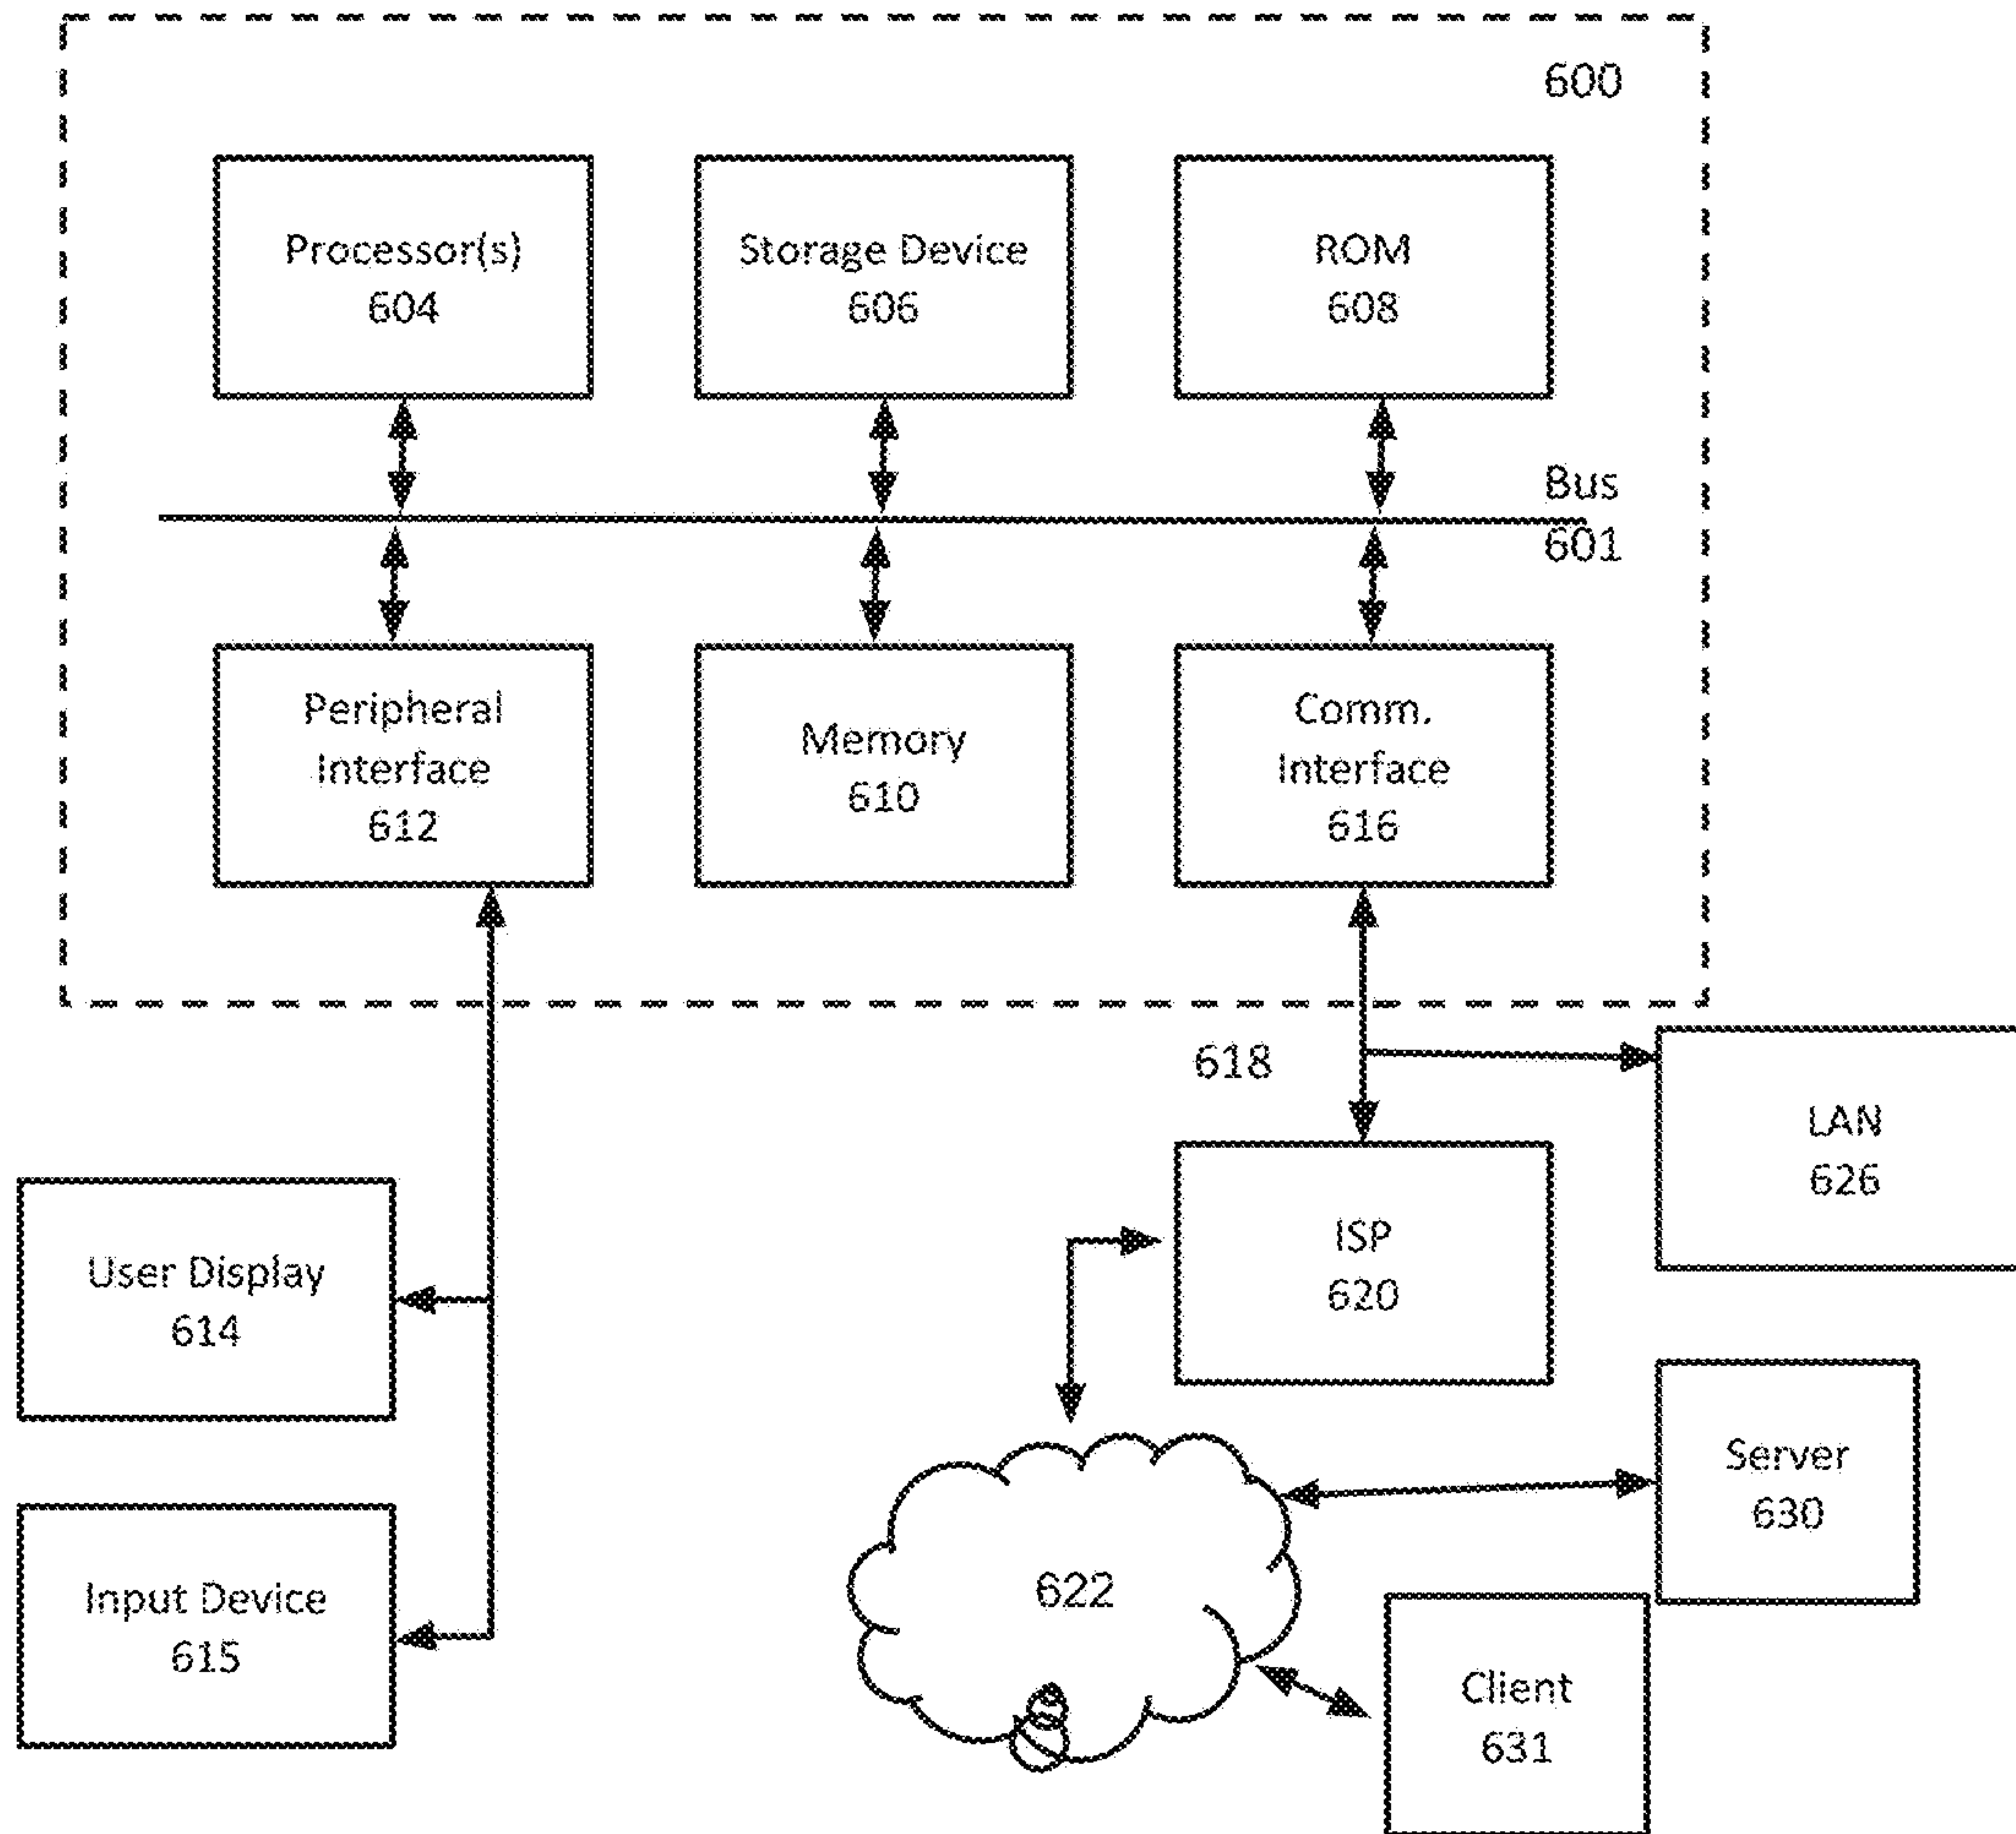 600
Processor(s)
604
Storage Device
606
ROM
608
Bus
601
Peripheral
Interface
612
Memory
610
Comm.
Interface
616
618
LAN
626
User Display
614
ISP
620
Server
630
Input Device
615
622
Client
631